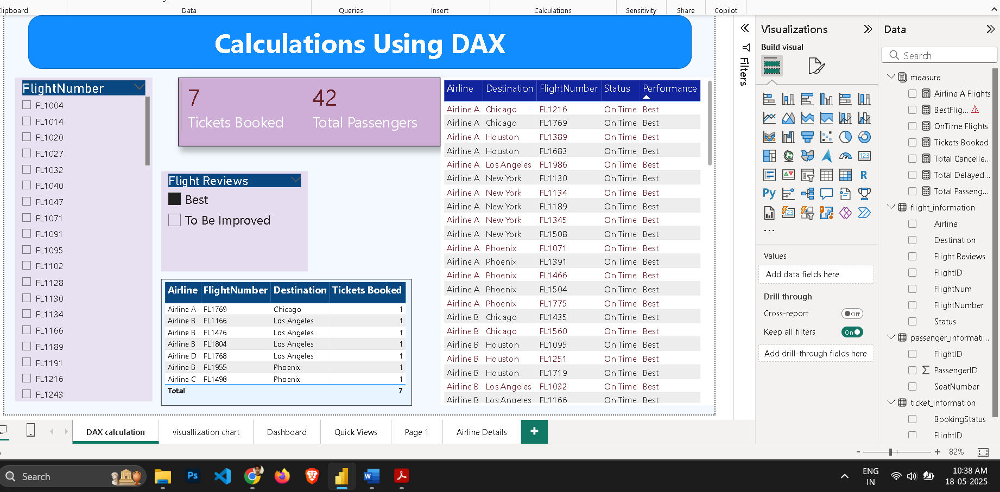 Clipboard
Data
Queries
Insert
Calculations
Sensitivity
Share
Copilot
Calculations Using DAX
FlightNumber
FL1004
FL1014
FL1020
FL1027
FL1032
FL1040
FL1047
FL1071
FL1091
FL1095
FL1102
FL1128
FL1130
FL1134
FL1166
FL1189
FL1191
FL1216
FL1243
7 42
Tickets Booked Total Passengers
Flight Reviews
Best
To Be Improved
Airline FlightNumber Destination Tickets Booked
Airline A FL1769 Chicago 1
Airline B FL1166 Los Angeles 1
Airline B FL1476 Los Angeles 1
Airline B FL1804 Los Angeles 1
Airline D FL1768 Los Angeles 1
Airline B FL1955 Phoenix 1
Airline C FL1498 Phoenix 1
Total 7
Airline Destination FlightNumber Status Performance
Airline A Chicago FL1216 On Time Best
Airline A Chicago FL1769 On Time Best
Airline A Houston FL1389 On Time Best
Airline A Houston FL1683 On Time Best
Airline A Los Angeles FL1986 On Time Best
Airline A New York FL1130 On Time Best
Airline A New York FL1134 On Time Best
Airline A New York FL1189 On Time Best
Airline A New York FL1345 On Time Best
Airline A New York FL1508 On Time Best
Airline A Phoenix FL1071 On Time Best
Airline A Phoenix FL1391 On Time Best
Airline A Phoenix FL1466 On Time Best
Airline A Phoenix FL1504 On Time Best
Airline A Phoenix FL1775 On Time Best
Airline B Chicago FL1435 On Time Best
Airline B Chicago FL1560 On Time Best
Airline B Houston FL1095 On Time Best
Airline B Houston FL1251 On Time Best
Airline B Houston FL1719 On Time Best
Airline B Los Angeles FL1032 On Time Best
Airline B Los Angeles FL1166 On Time Best
Filters
Visualizations
Build visual
123
R
Py
123
Values
Add data fields here
Drill through
Cross-report Off
Keep all filters On
Add drill-through fields here
Data
Search
measure
Airline A Flights
BestFlig...
OnTime Flights
Tickets Booked
Total Cancelle...
Total Delayed...
Total Passeng...
flight_information
Airline
Destination
Flight Reviews
FlightID
FlightNum
FlightNumber
Status
passenger_informati...
FlightID
PassengerID
SeatNumber
ticket_information
BookingStatus
FlightID
DAX calculation
visuallization chart
Dashboard
Quick Views
Page 1
Airline Details
82%
Search
Ps
W
ENG
IN
10:38 AM
18-05-2025